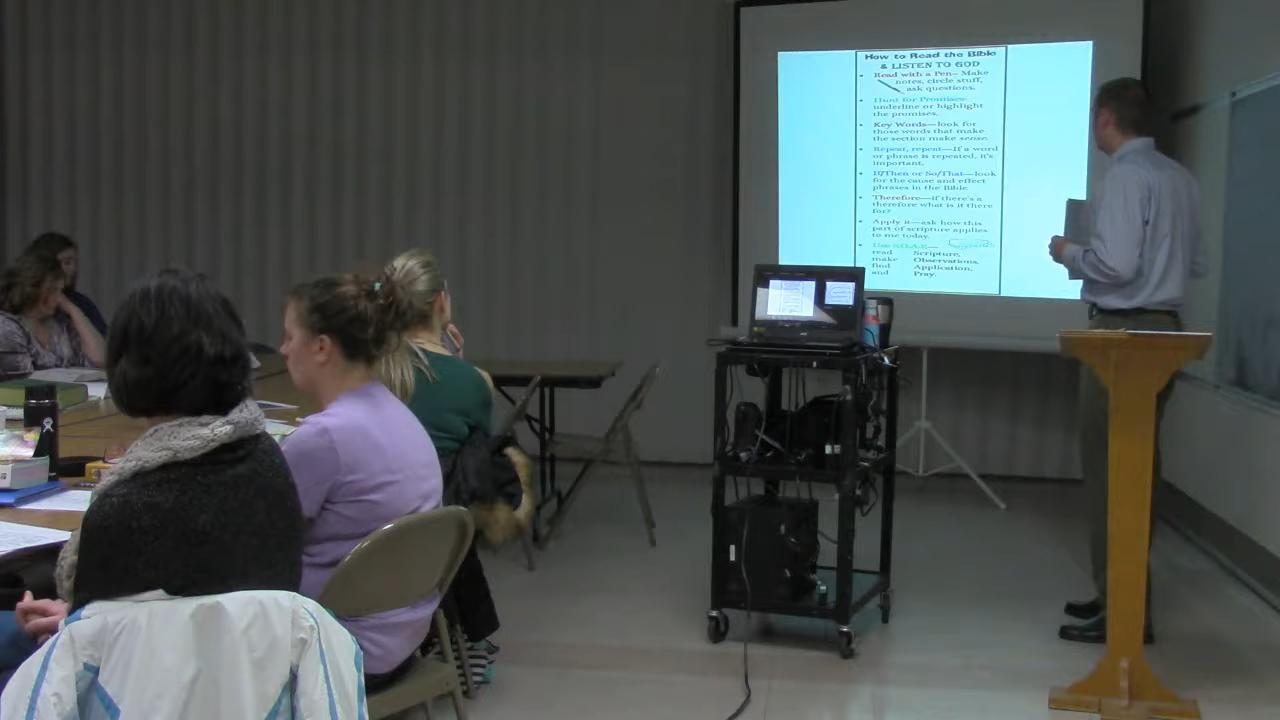 How to Read the Bible
& LISTEN TO GOD
Read with a Pen— Make
notes, circle stuff,
ask questions.
Hunt for Promises-
underline or highlight
the promises.
Key Words—look for
those words that make
the section make sense.
Repeat, repeat—If a word
or phrase is repeated, it's
important.
If/Then or So/That—look
for the cause and effect
phrases in the Bible.
Therefore—if there's a
therefore what is it there
for?
Apply it—ask how this
part of scripture applies
to me today.
Use S.O.A.P.—
read Scripture,
make Observations,
find Application,
and Pray.